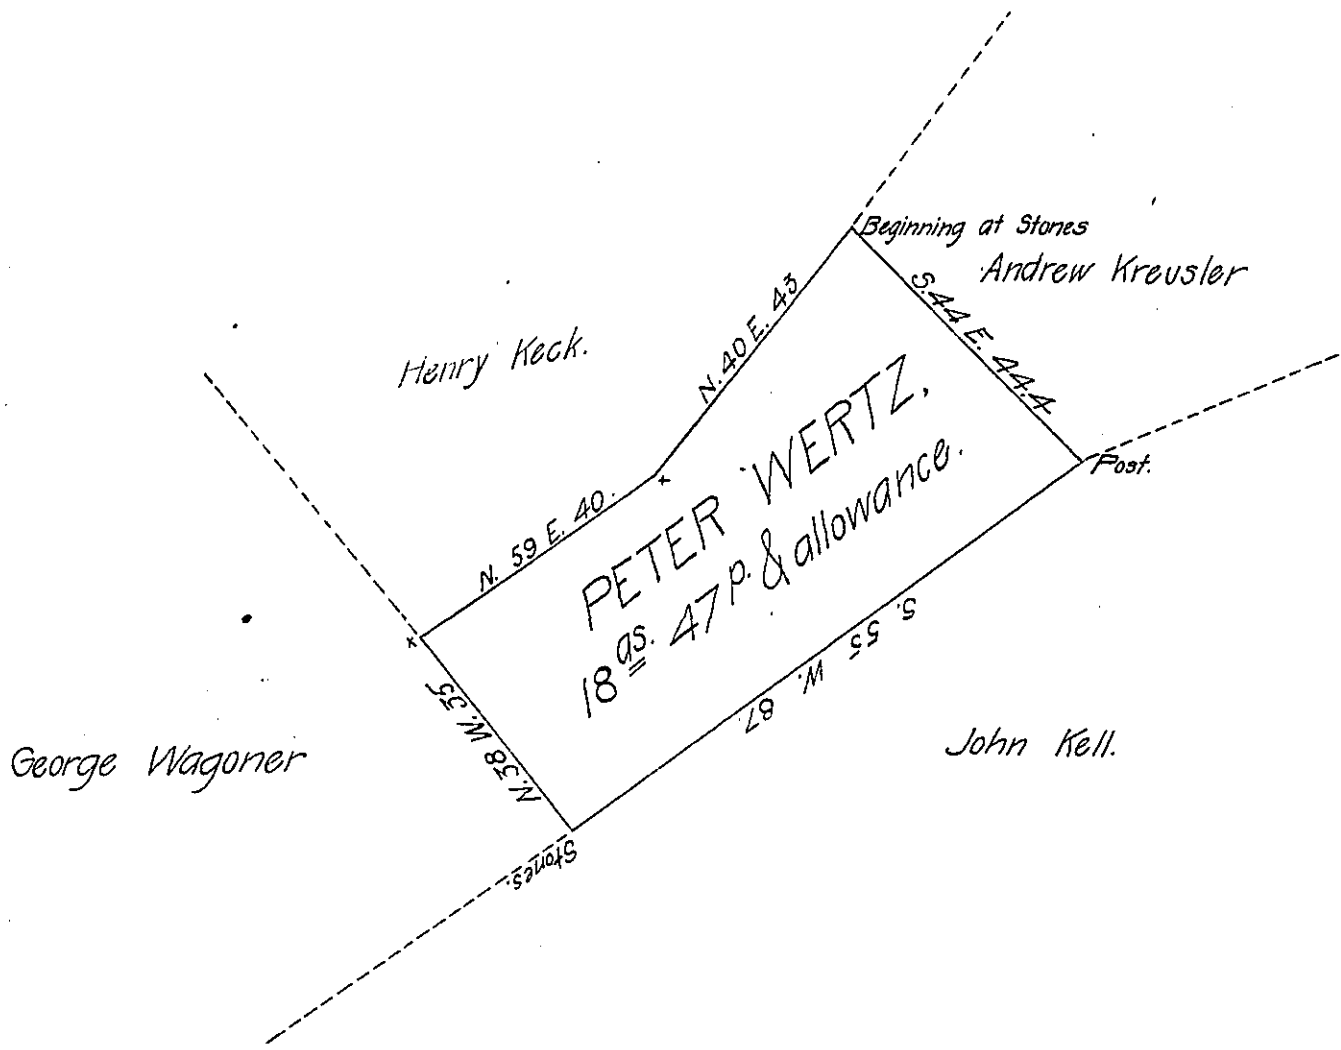 Beginning at Stones
Andrew Kreusler
S. 44 E. 44.4
N. 40 E. 43
Henry Keck.
PETER WERTZ.
18 as. 47 p. & allowance.
Post.
N. 59 E. 40.
S. 55 W. 87.
N. 38 W. 35
George Wagoner
John Kell.
Stones.